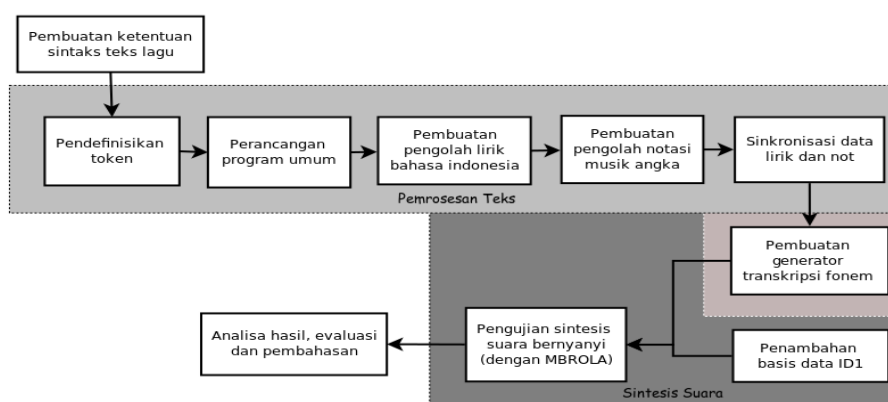 Pembuatan ketentuan
sintaks teks lagu
Pendefinisikan
token
Perancangan
program umum
Pembuatan
pengolah lirik
bahasa indonesia
Pembuatan
pengolah notasi
musik angka
Sinkronisasi data
lirik dan not
Pemrosesan Teks
Pembuatan
generator
transkripsi fonem
Penambahan
basis data ID1
Pengujian sintesis
suara bernyanyi
(dengan MBROLA)
Analisa hasil, evaluasi
dan pembahasan
Sintesis Suara